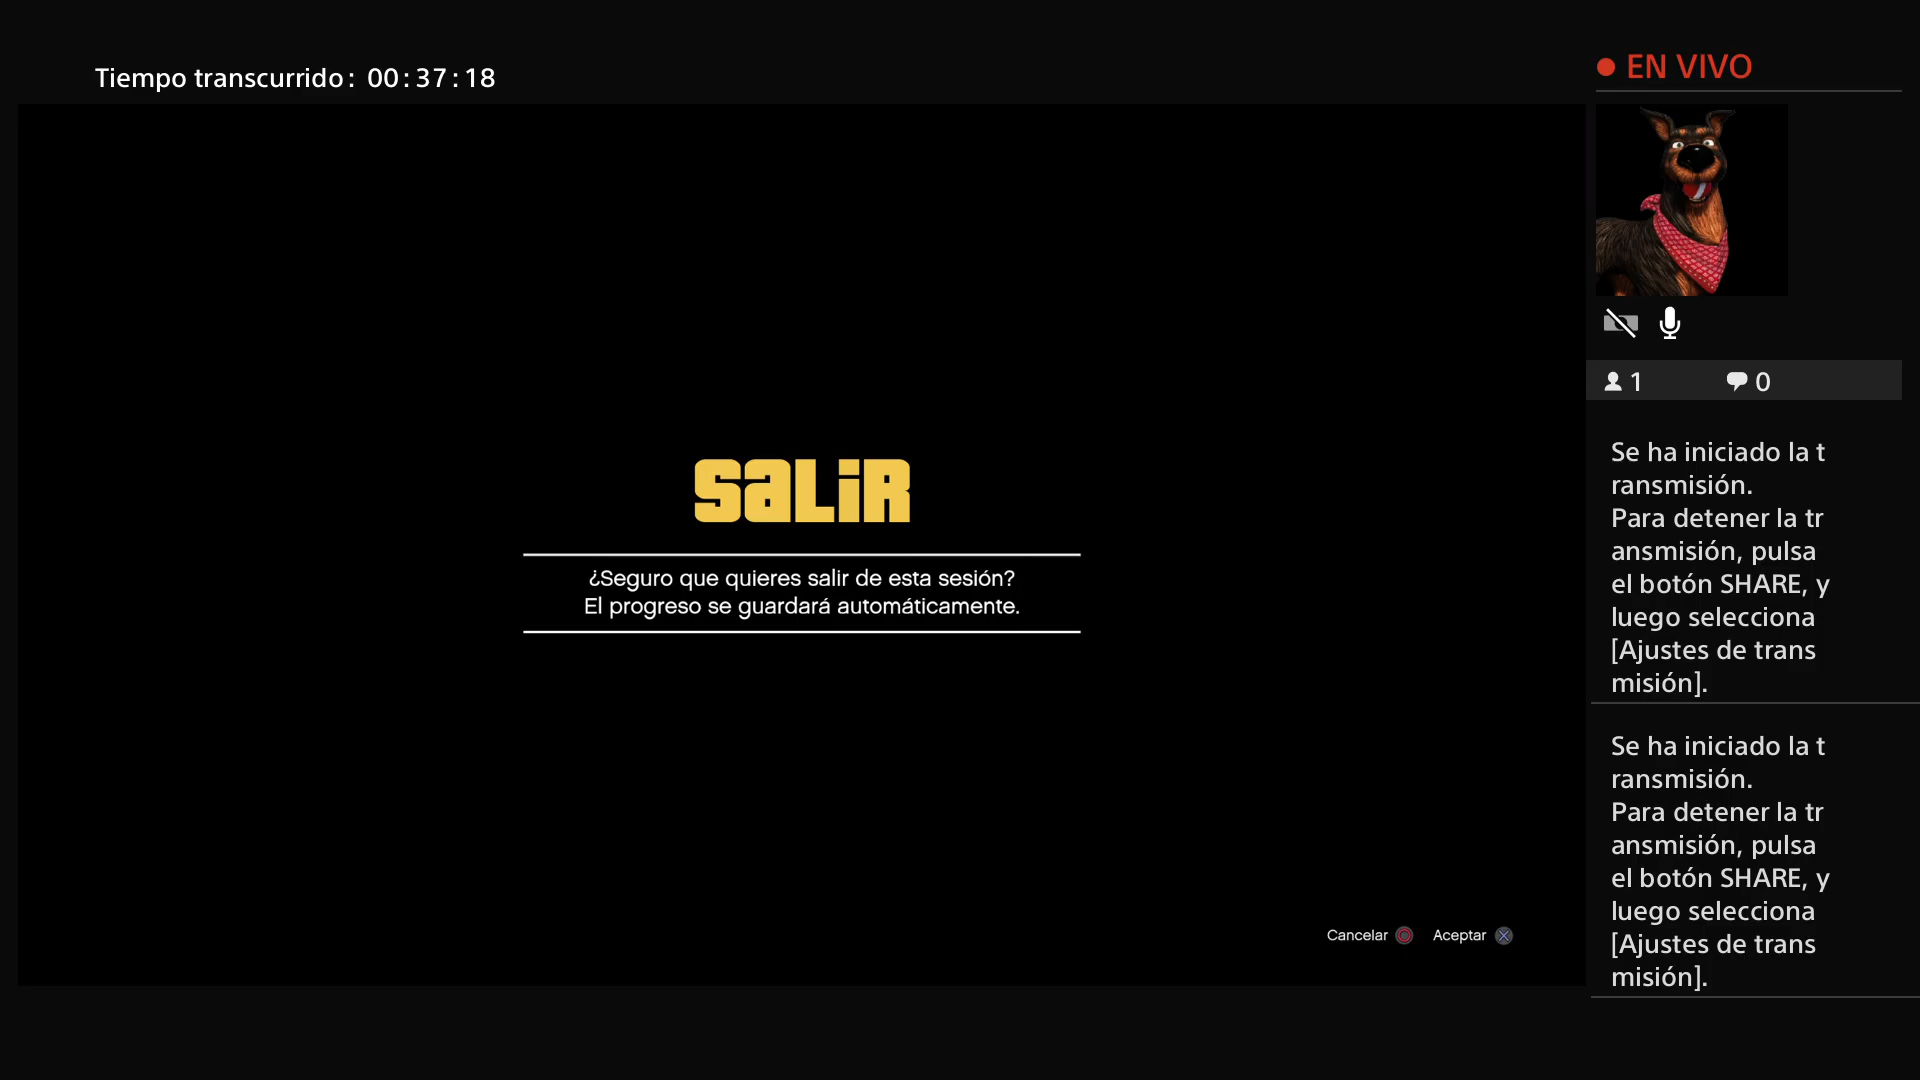 Tiempo transcurrido: 00:37:18
EN VIVO
1 0
SaLiR
¿Seguro que quieres salir de esta sesión?
El progreso se guardará automáticamente.
Cancelar Aceptar
Se ha iniciado la t
ransmisión.
Para detener la tr
ansmisión, pulsa
el botón SHARE, y
luego selecciona
[Ajustes de trans
misión].
Se ha iniciado la t
ransmisión.
Para detener la tr
ansmisión, pulsa
el botón SHARE, y
luego selecciona
[Ajustes de trans
misión].